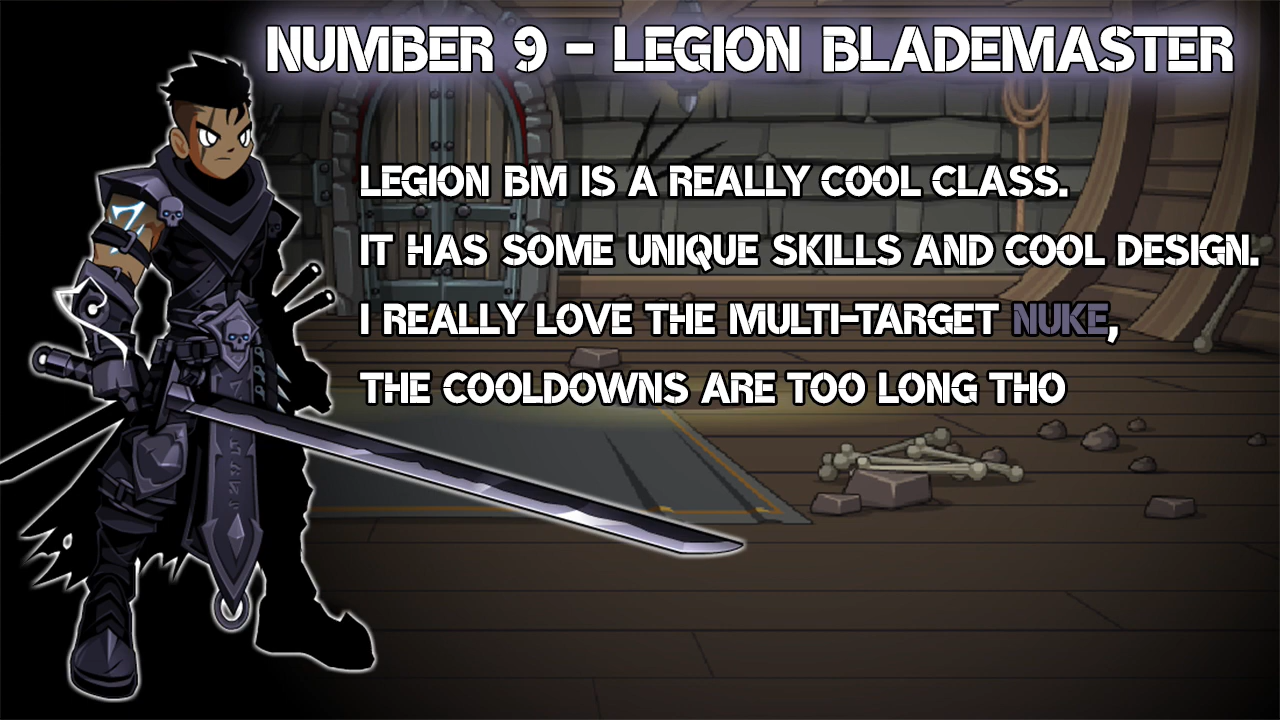 NUMBER 9 - LEGION BLADEMASTER
LEGION BM IS A REALLY COOL CLASS.
IT HAS SOME UNIQUE SKILLS AND COOL DESIGN.
I REALLY LOVE THE MULTI-TARGET NUKE,
THE COOLDOWNS ARE TOO LONG THO